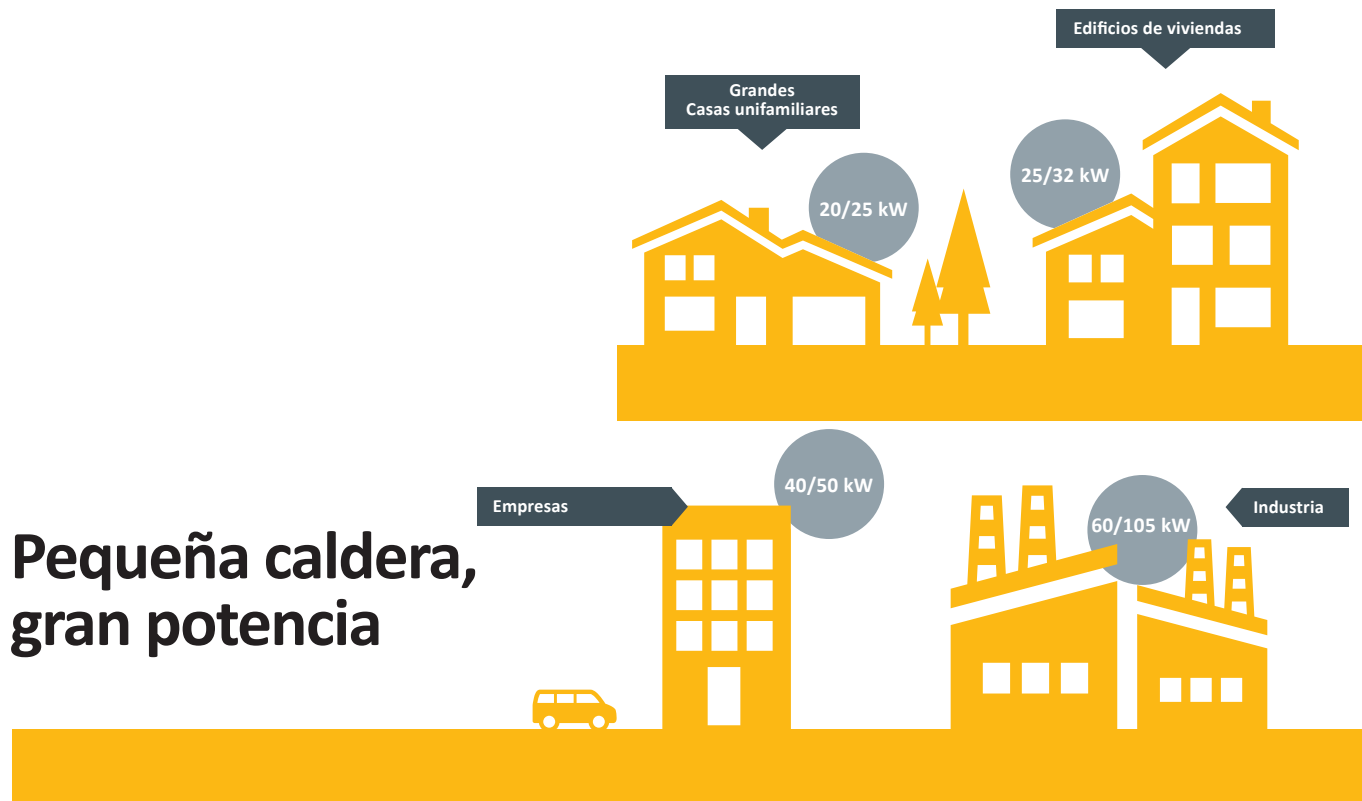 Edificios de viviendas
Grandes
Casas unifamiliares
25/32 kW
20/25 kW
40/50 kW
Empresas
Industria
60/105 kW
Pequeña caldera,
gran potencia